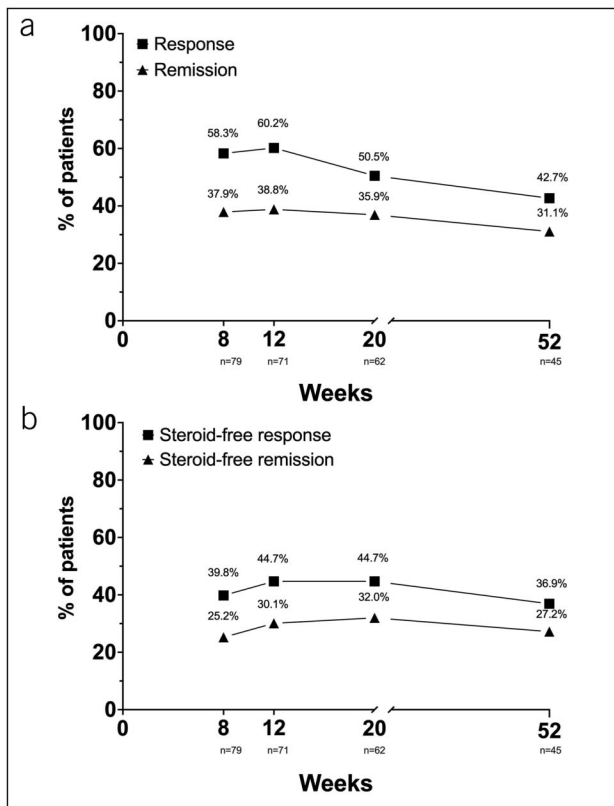 a
100
80
60
40
20
0
% of patients
Response
Remission
58.3%
60.2%
50.5%
42.7%
37.9%
38.8%
35.9%
31.1%
0 8 12 20 52
n=79 n=71 n=62 n=45
Weeks
b
100
80
60
40
20
0
% of patients
Steroid-free response
Steroid-free remission
39.8%
44.7%
44.7%
36.9%
25.2%
30.1%
32.0%
27.2%
0 8 12 20 52
n=79 n=71 n=62 n=45
Weeks